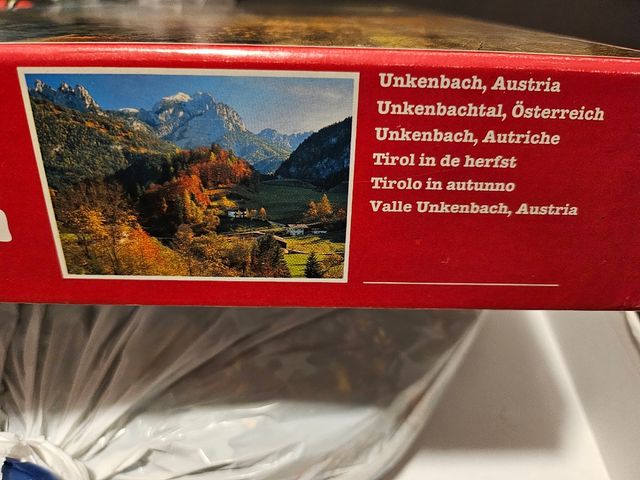 Unkenbach, Austria
Unkenbachtal, Österreich
Unkenbach, Autriche
Tirol in de herfst
Tirolo in autunno
Valle Unkenbach, Austria